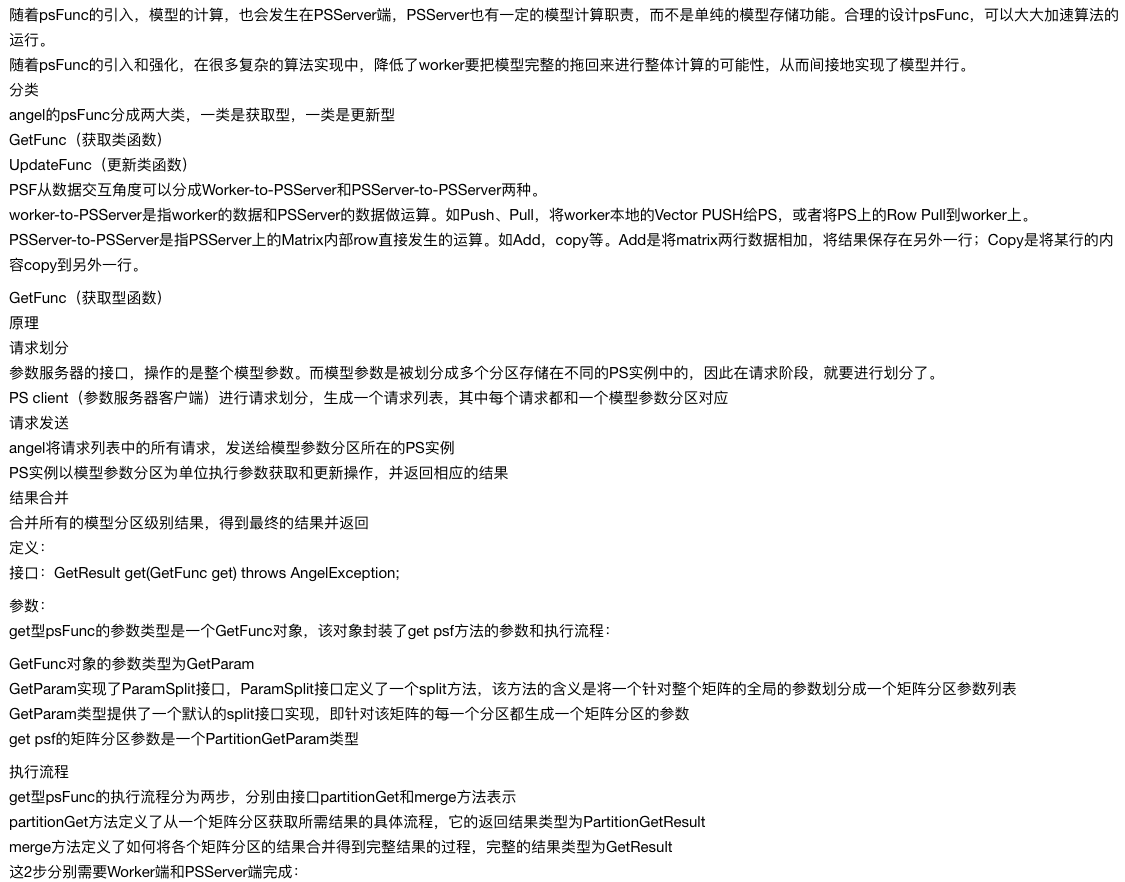 随着psFunc的引入，模型的计算，也会发生在PSServer端，PSServer也有一定的模型计算职责，而不是单纯的模型存储功能。合理的设计psFunc，可以大大加速算法的
运行。
随着psFunc的引入和强化，在很多复杂的算法实现中，降低了worker要把模型完整的拖回来进行整体计算的可能性，从而间接地实现了模型并行。
分类
angel的psFunc分成两大类，一类是获取型，一类是更新型
GetFunc（获取类函数）
UpdateFunc（更新类函数）
PSF从数据交互角度可以分成Worker-to-PSServer和PSServer-to-PSServer两种。
worker-to-PSServer是指worker的数据和PSServer的数据做运算。如Push、Pull，将worker本地的Vector PUSH给PS，或者将PS上的Row Pull到worker上。
PSServer-to-PSServer是指PSServer上的Matrix内部row直接发生的运算。如Add，copy等。Add是将matrix两行数据相加，将结果保存在另外一行；Copy是将某行的内
容copy到另外一行。
GetFunc（获取型函数）
原理
请求划分
参数服务器的接口，操作的是整个模型参数。而模型参数是被划分成多个分区存储在不同的PS实例中的，因此在请求阶段，就要进行划分了。
PS client（参数服务器客户端）进行请求划分，生成一个请求列表，其中每个请求都和一个模型参数分区对应
请求发送
angel将请求列表中的所有请求，发送给模型参数分区所在的PS实例
PS实例以模型参数分区为单位执行参数获取和更新操作，并返回相应的结果
结果合并
合并所有的模型分区级别结果，得到最终的结果并返回
定义：
接口：GetResult get(GetFunc get) throws AngelException;
参数：
get型psFunc的参数类型是一个GetFunc对象，该对象封装了get psf方法的参数和执行流程：
GetFunc对象的参数类型为GetParam
GetParam实现了ParamSplit接口，ParamSplit接口定义了一个split方法，该方法的含义是将一个针对整个矩阵的全局的参数划分成一个矩阵分区参数列表
GetParam类型提供了一个默认的split接口实现，即针对该矩阵的每一个分区都生成一个矩阵分区的参数
get psf的矩阵分区参数是一个PartitionGetParam类型
执行流程
get型psFunc的执行流程分为两步，分别由接口partitionGet和merge方法表示
partitionGet方法定义了从一个矩阵分区获取所需结果的具体流程，它的返回结果类型为PartitionGetResult
merge方法定义了如何将各个矩阵分区的结果合并得到完整结果的过程，完整的结果类型为GetResult
这2步分别需要Worker端和PSServer端完成：